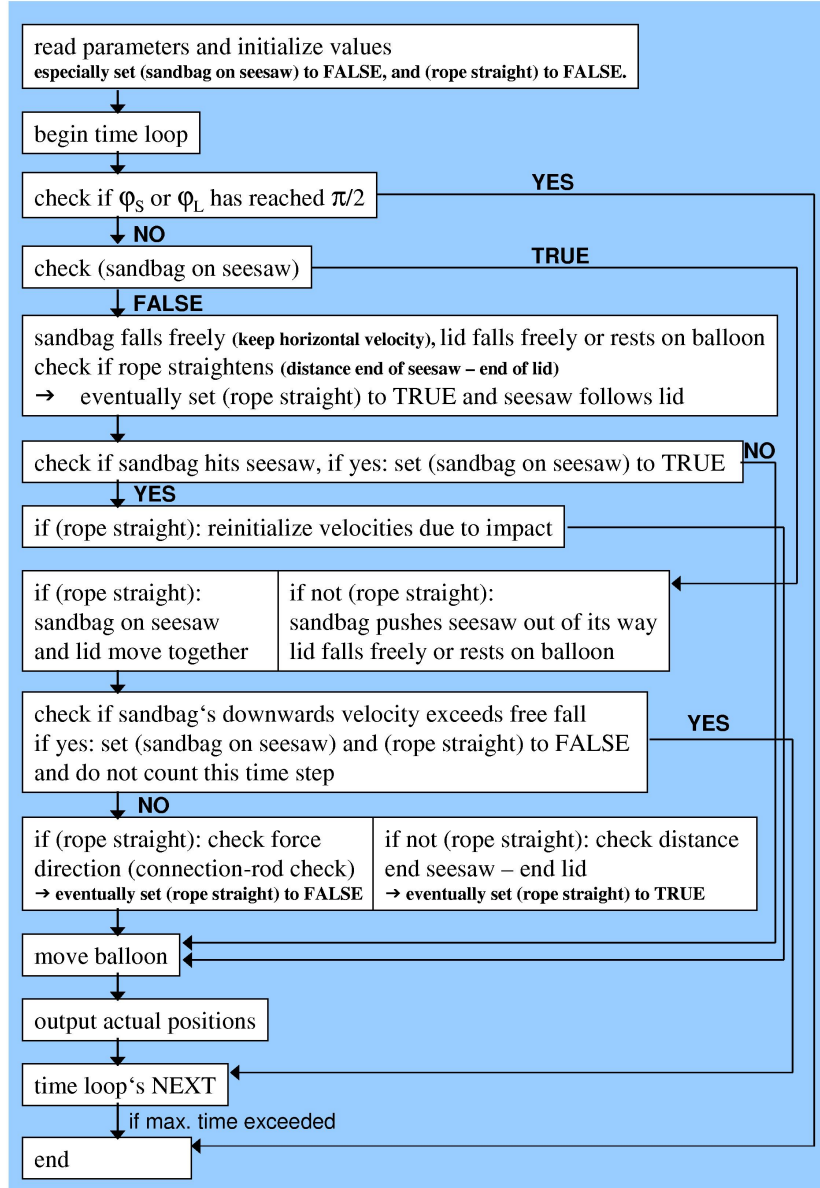 read parameters and initialize values
especially set (sandbag on seesaw) to FALSE, and (rope straight) to FALSE.
begin time loop
check if φS or φL has reached π/2
YES
NO
check (sandbag on seesaw)
TRUE
FALSE
sandbag falls freely (keep horizontal velocity), lid falls freely or rests on balloon
check if rope straightens (distance end of seesaw – end of lid)
→ eventually set (rope straight) to TRUE and seesaw follows lid
check if sandbag hits seesaw, if yes: set (sandbag on seesaw) to TRUE
NO
YES
if (rope straight): reinitialize velocities due to impact
if (rope straight):
sandbag on seesaw
and lid move together
if not (rope straight):
sandbag pushes seesaw out of its way
lid falls freely or rests on balloon
check if sandbag‘s downwards velocity exceeds free fall
if yes: set (sandbag on seesaw) and (rope straight) to FALSE
and do not count this time step
YES
NO
if (rope straight): check force
direction (connection-rod check)
→ eventually set (rope straight) to FALSE
if not (rope straight): check distance
end seesaw – end lid
→ eventually set (rope straight) to TRUE
move balloon
output actual positions
time loop‘s NEXT
if max. time exceeded
end